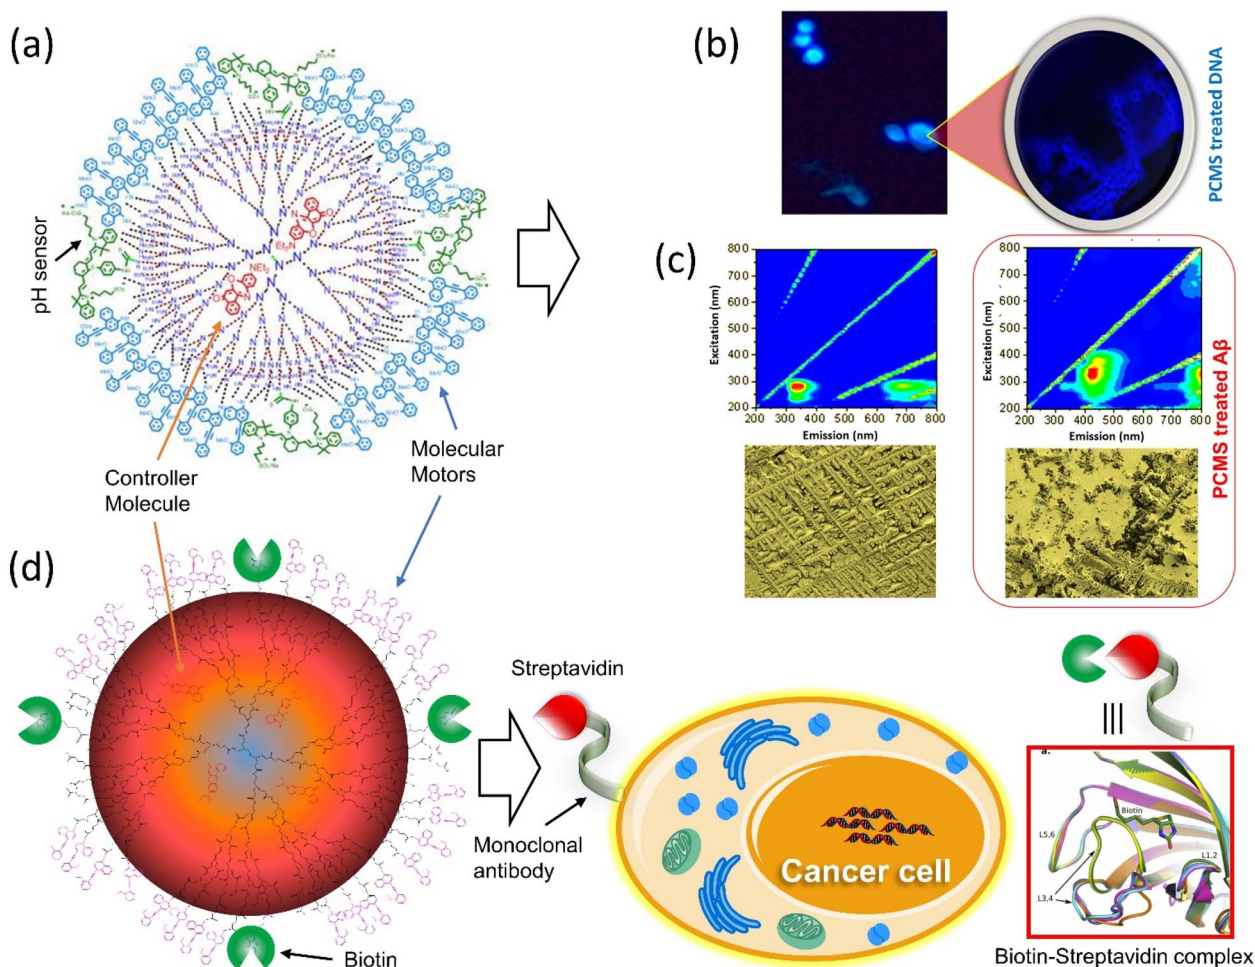 (a)
pH sensor
Et₂N
NEt₂
Controller
Molecule
Molecular
Motors
(b)
PCMS treated DNA
(c)
800
700
600
500
400
300
200
Excitation (nm)
200 300 400 500 600 700 800
Emission (nm)
800
700
600
500
400
300
200
Excitation (nm)
200 300 400 500 600 700 800
Emission (nm)
PCMS treated Aβ
(d)
Biotin
Streptavidin
Monoclonal
antibody
Cancer cell
a.
Biotin
L5,6
L1,2
L3,4
Biotin-Streptavidin complex